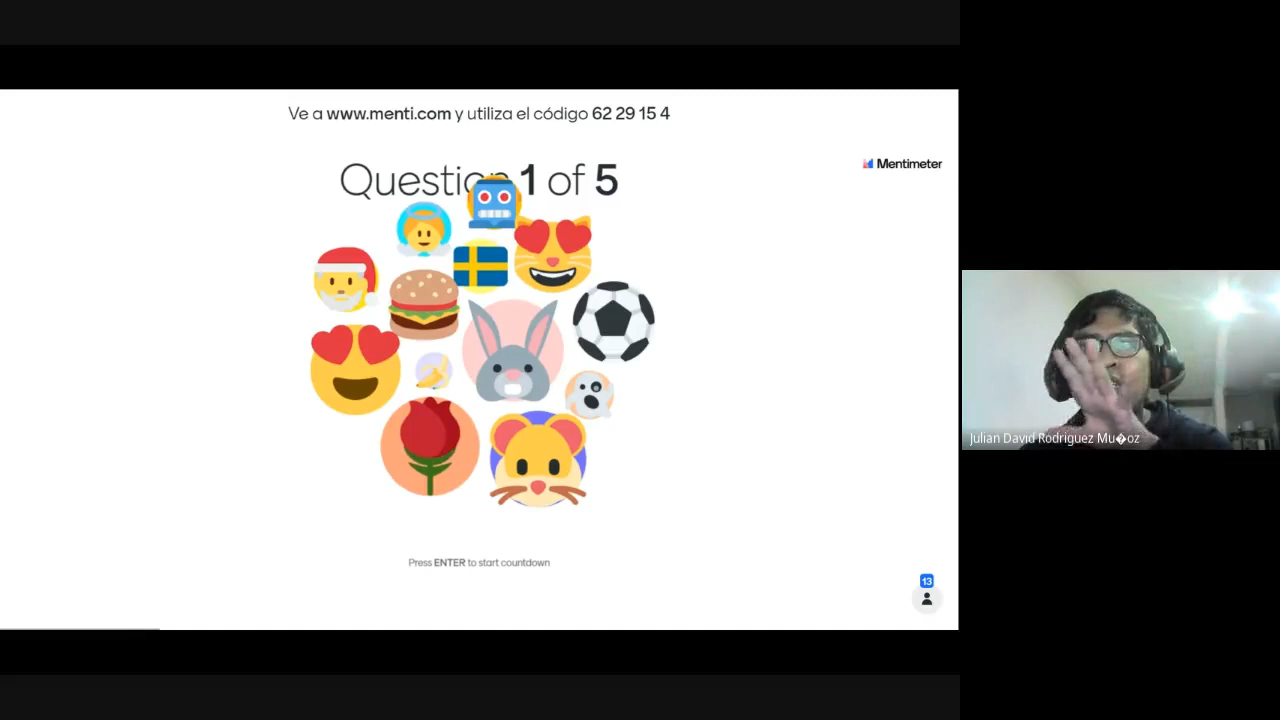 Ve a www.menti.com y utiliza el código 62 29 15 4
Mentimeter
Question 1 of 5
Press ENTER to start countdown
13
Julian David Rodriguez Mu�oz